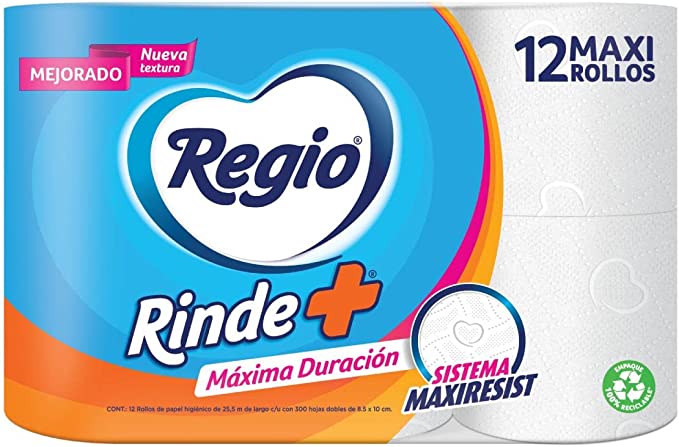 MEJORADO
Nueva
textura
12 MAXI
ROLLOS
Regio®
Rinde +®
Máxima Duración
SISTEMA
MAXIRESIST
EMPAQUE
100% RECICLABLE
CONT.: 12 Rollos de papel higiénico de 25,5 m de largo c/u con 300 hojas dobles de 8.5 x 10 cm.